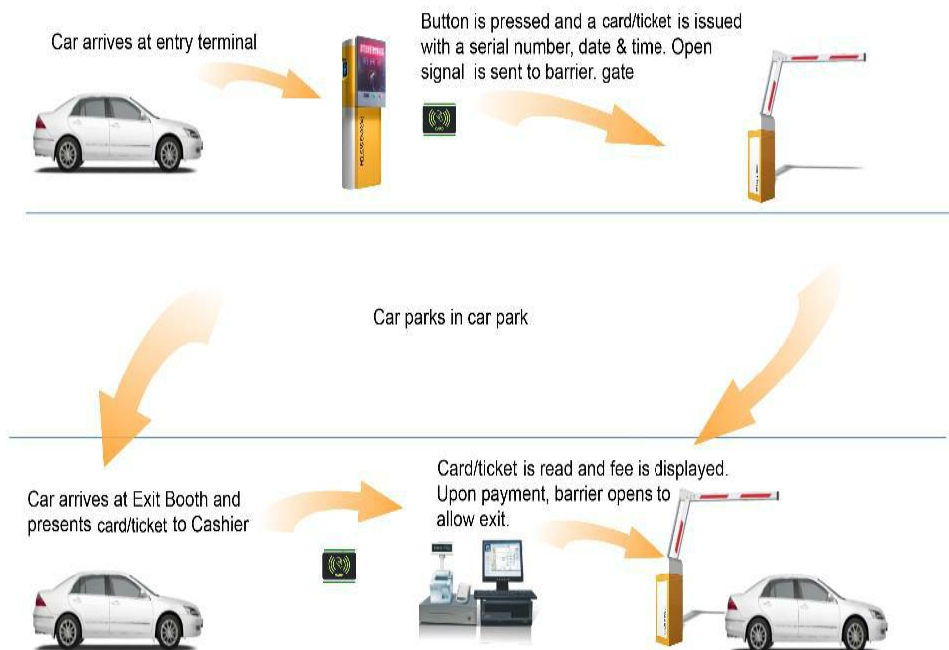 Car arrives at entry terminal
Button is pressed and a card/ticket is issued
with a serial number, date & time. Open
signal is sent to barrier. gate
Car parks in car park
Car arrives at Exit Booth and
presents card/ticket to Cashier
Card/ticket is read and fee is displayed.
Upon payment, barrier opens to
allow exit.